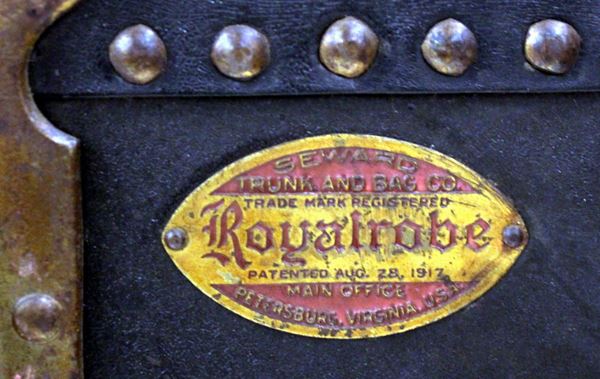 SEWARD
TRUNK AND BAG CO.
TRADE MARK REGISTERED
Royalrobe
PATENTED AUG. 28, 1917
MAIN OFFICE
PETERSBURG, VIRGINIA, U.S.A.